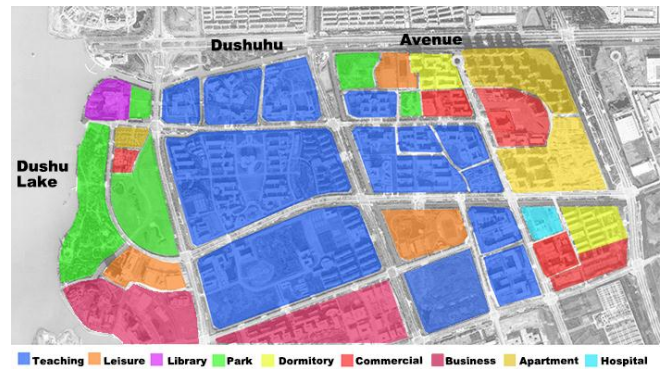 Dushuhu Avenue
Dushu
Lake
Teaching Leisure Library Park Dormitory Commercial Business Apartment Hospital